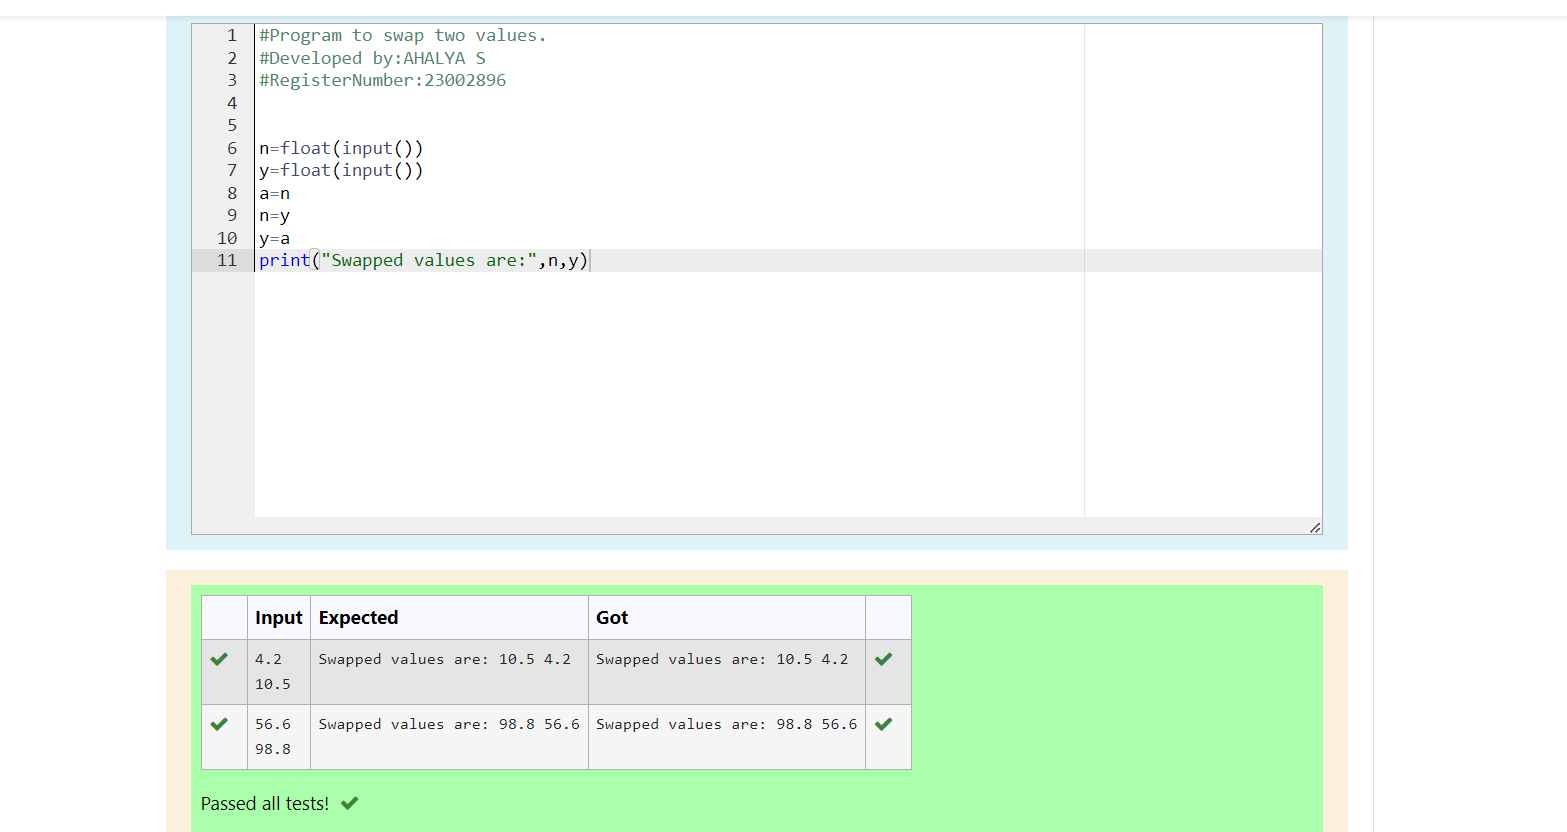 1 #Program to swap two values.
2 #Developed by:AHALYA S
3 #RegisterNumber:23002896
4
5
6 n=float(input())
7 y=float(input())
8 a=n
9 n=y
10 y=a
11 print("Swapped values are:",n,y)
Input Expected Got
4.2 Swapped values are: 10.5 4.2 Swapped values are: 10.5 4.2
10.5
56.6 Swapped values are: 98.8 56.6 Swapped values are: 98.8 56.6
98.8
Passed all tests!